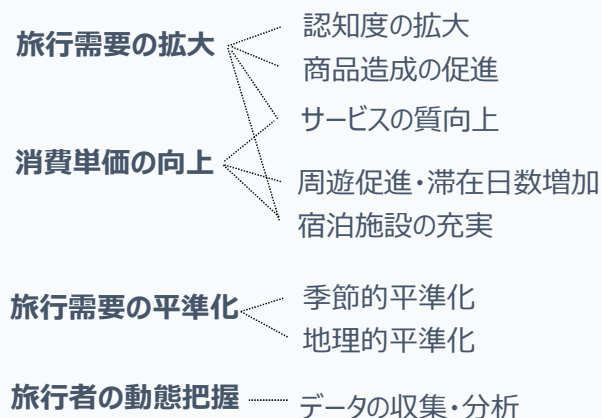 旅行需要の拡大
認知度の拡大
商品造成の促進
サービスの質向上
消費単価の向上
周遊促進・滞在日数増加
宿泊施設の充実
旅行需要の平準化
季節的平準化
地理的平準化
旅行者の動態把握
データの収集・分析